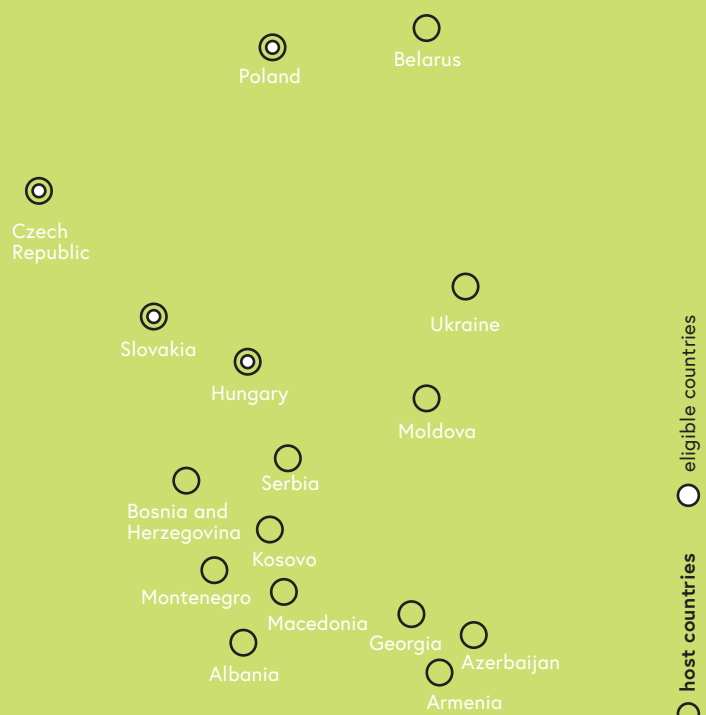 Belarus
Poland
Czech
Republic
Ukraine
Slovakia
Hungary
Moldova
Serbia
Bosnia and
Herzegovina
Kosovo
Montenegro
Macedonia
Georgia
Azerbaijan
Albania
Armenia
eligible countries
host countries